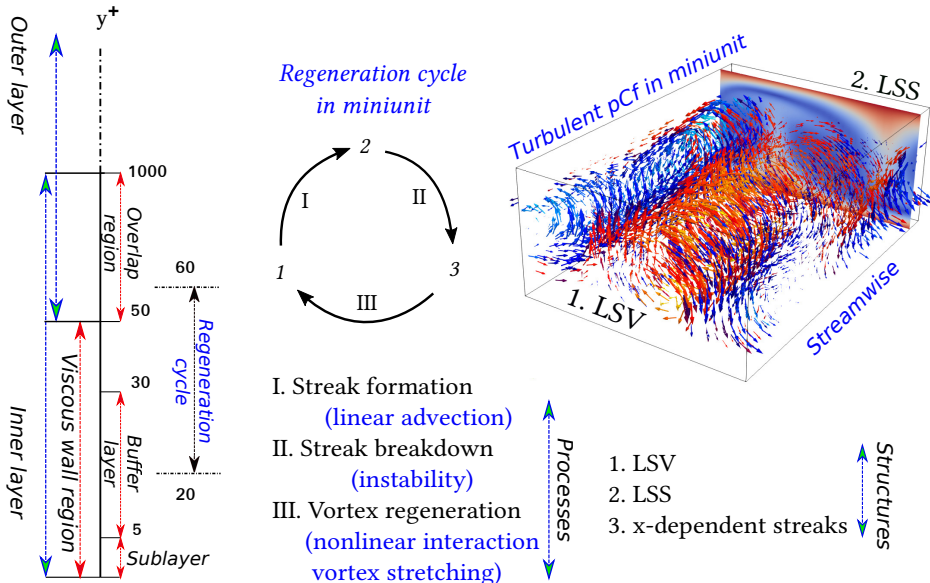 y+
Outer layer
Inner layer
1000
Overlap
region
50
Viscous wall region
30
Buffer
layer
5
Sublayer
60
Regeneration
cycle
20
Regeneration cycle
in miniunit
2
I
II
1
3
III
Turbulent pCf in miniunit
2. LSS
1. LSV
Streamwise
I. Streak formation
(linear advection)
II. Streak breakdown
(instability)
III. Vortex regeneration
(nonlinear interaction
vortex stretching)
Processes
1. LSV
2. LSS
3. x-dependent streaks
Structures